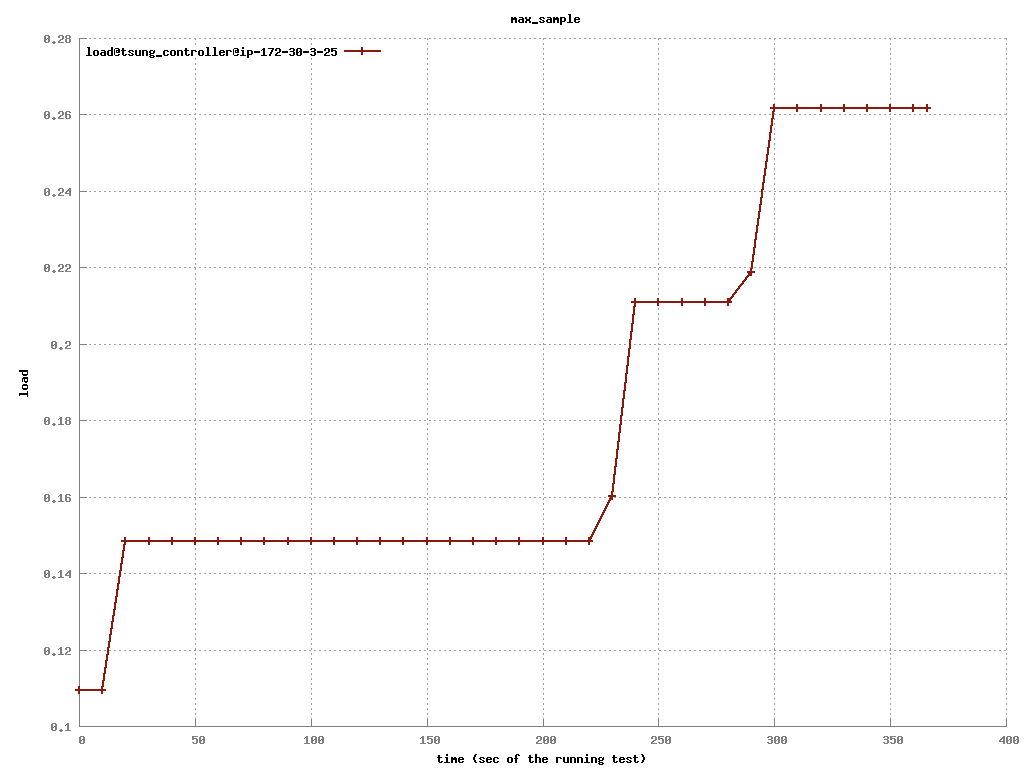 max_sample
load@tsung_controller@ip-172-30-3-25
0.28
0.26
0.24
0.22
0.2
0.18
0.16
0.14
0.12
0.1
load
0 50 100 150 200 250 300 350 400
time (sec of the running test)